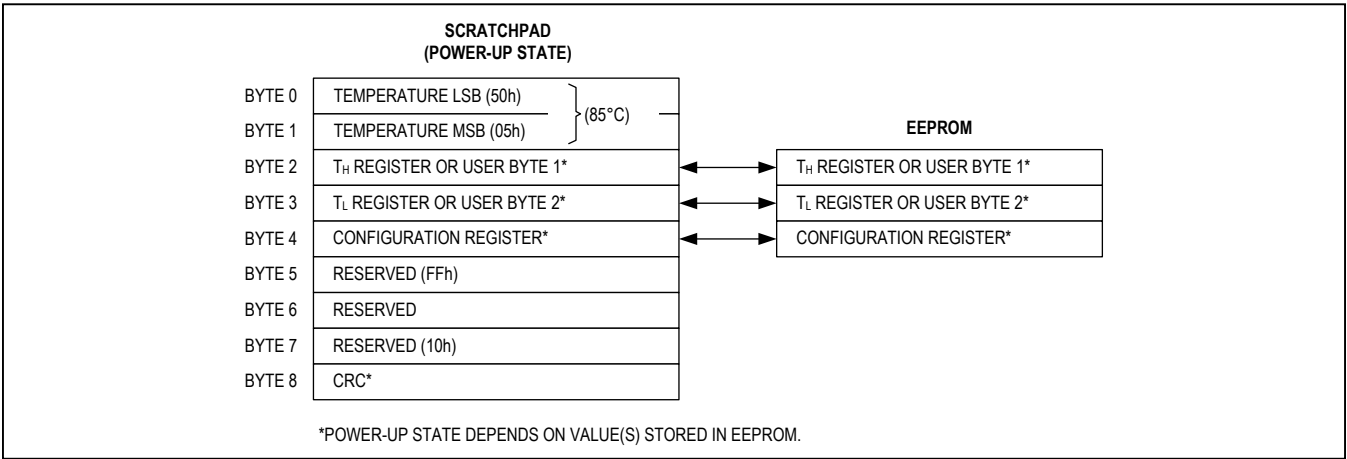 SCRATCHPAD
(POWER-UP STATE)
BYTE 0 TEMPERATURE LSB (50h)
(85°C)
BYTE 1 TEMPERATURE MSB (05h)
EEPROM
BYTE 2 TH REGISTER OR USER BYTE 1* TH REGISTER OR USER BYTE 1*
BYTE 3 TL REGISTER OR USER BYTE 2* TL REGISTER OR USER BYTE 2*
BYTE 4 CONFIGURATION REGISTER* CONFIGURATION REGISTER*
BYTE 5 RESERVED (FFh)
BYTE 6 RESERVED
BYTE 7 RESERVED (10h)
BYTE 8 CRC*
*POWER-UP STATE DEPENDS ON VALUE(S) STORED IN EEPROM.